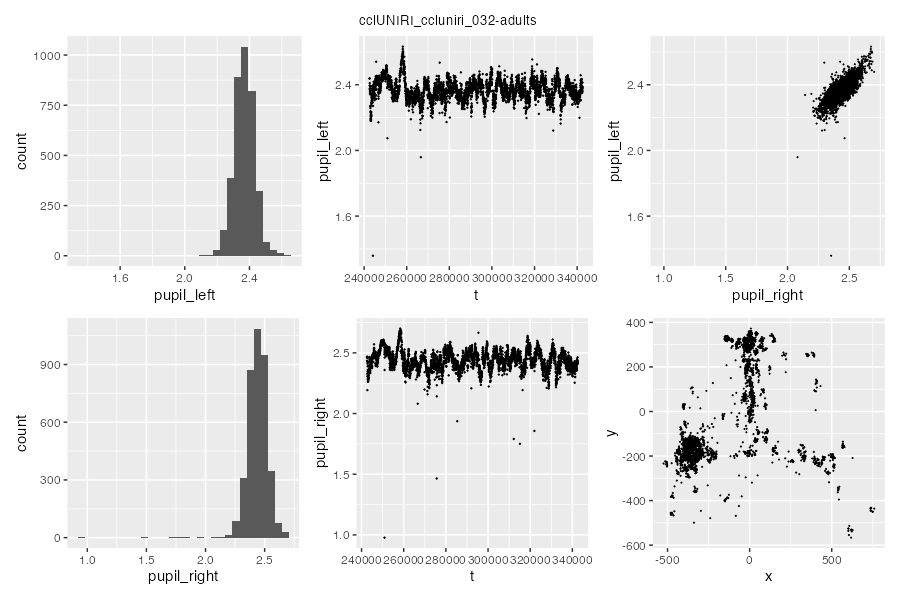 cclUNIRI_ccluniri_032-adults
1000
750
500
250
0
count
1.6 2.0 2.4
pupil_left
2.4
2.0
1.6
pupil_left
240000 260000 280000 300000 320000 340000
t
2.4
2.0
1.6
pupil_left
1.0 1.5 2.0 2.5
pupil_right
900
600
300
0
count
1.0 1.5 2.0 2.5
pupil_right
2.5
2.0
1.5
1.0
pupil_right
240000 260000 280000 300000 320000 340000
t
400
200
0
-200
-400
-600
y
-500 0 500
x